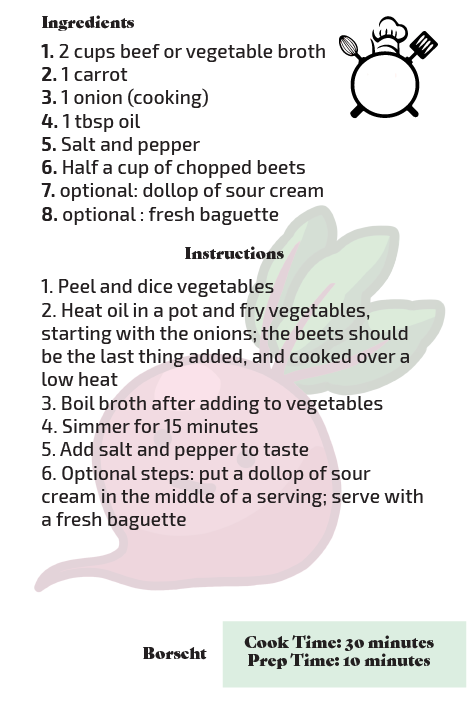 Ingredients
1. 2 cups beef or vegetable broth
2. 1 carrot
3. 1 onion (cooking)
4. 1 tbsp oil
5. Salt and pepper
6. Half a cup of chopped beets
7. optional: dollop of sour cream
8. optional : fresh baguette
Instructions
1. Peel and dice vegetables
2. Heat oil in a pot and fry vegetables,
starting with the onions; the beets should
be the last thing added, and cooked over a
low heat
3. Boil broth after adding to vegetables
4. Simmer for 15 minutes
5. Add salt and pepper to taste
6. Optional steps: put a dollop of sour
cream in the middle of a serving; serve with
a fresh baguette
Borscht
Cook Time: 30 minutes
Prep Time: 10 minutes